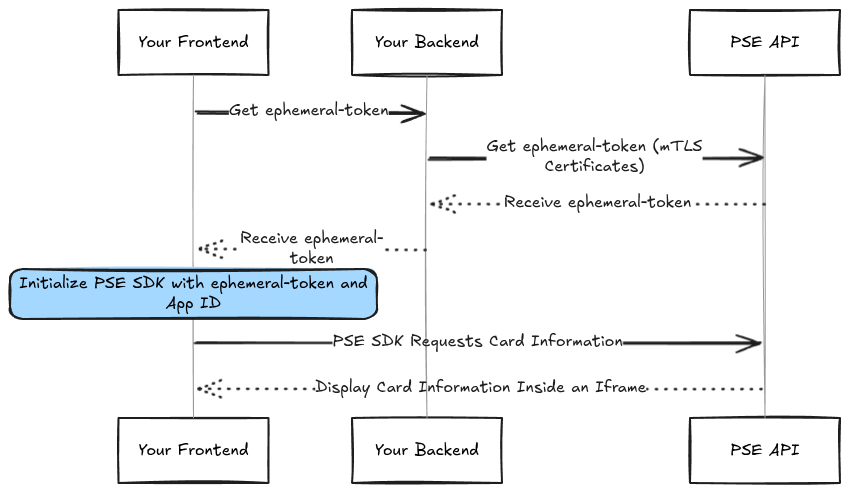 Your Frontend
Your Backend
PSE API
Get ephemeral-token
Get ephemeral-token (mTLS
Certificates)
Receive ephemeral-token
Receive ephemeral-
token
Initialize PSE SDK with ephemeral-token and
App ID
PSE SDK Requests Card Information
Display Card Information Inside an Iframe
Your Frontend
Your Backend
PSE API